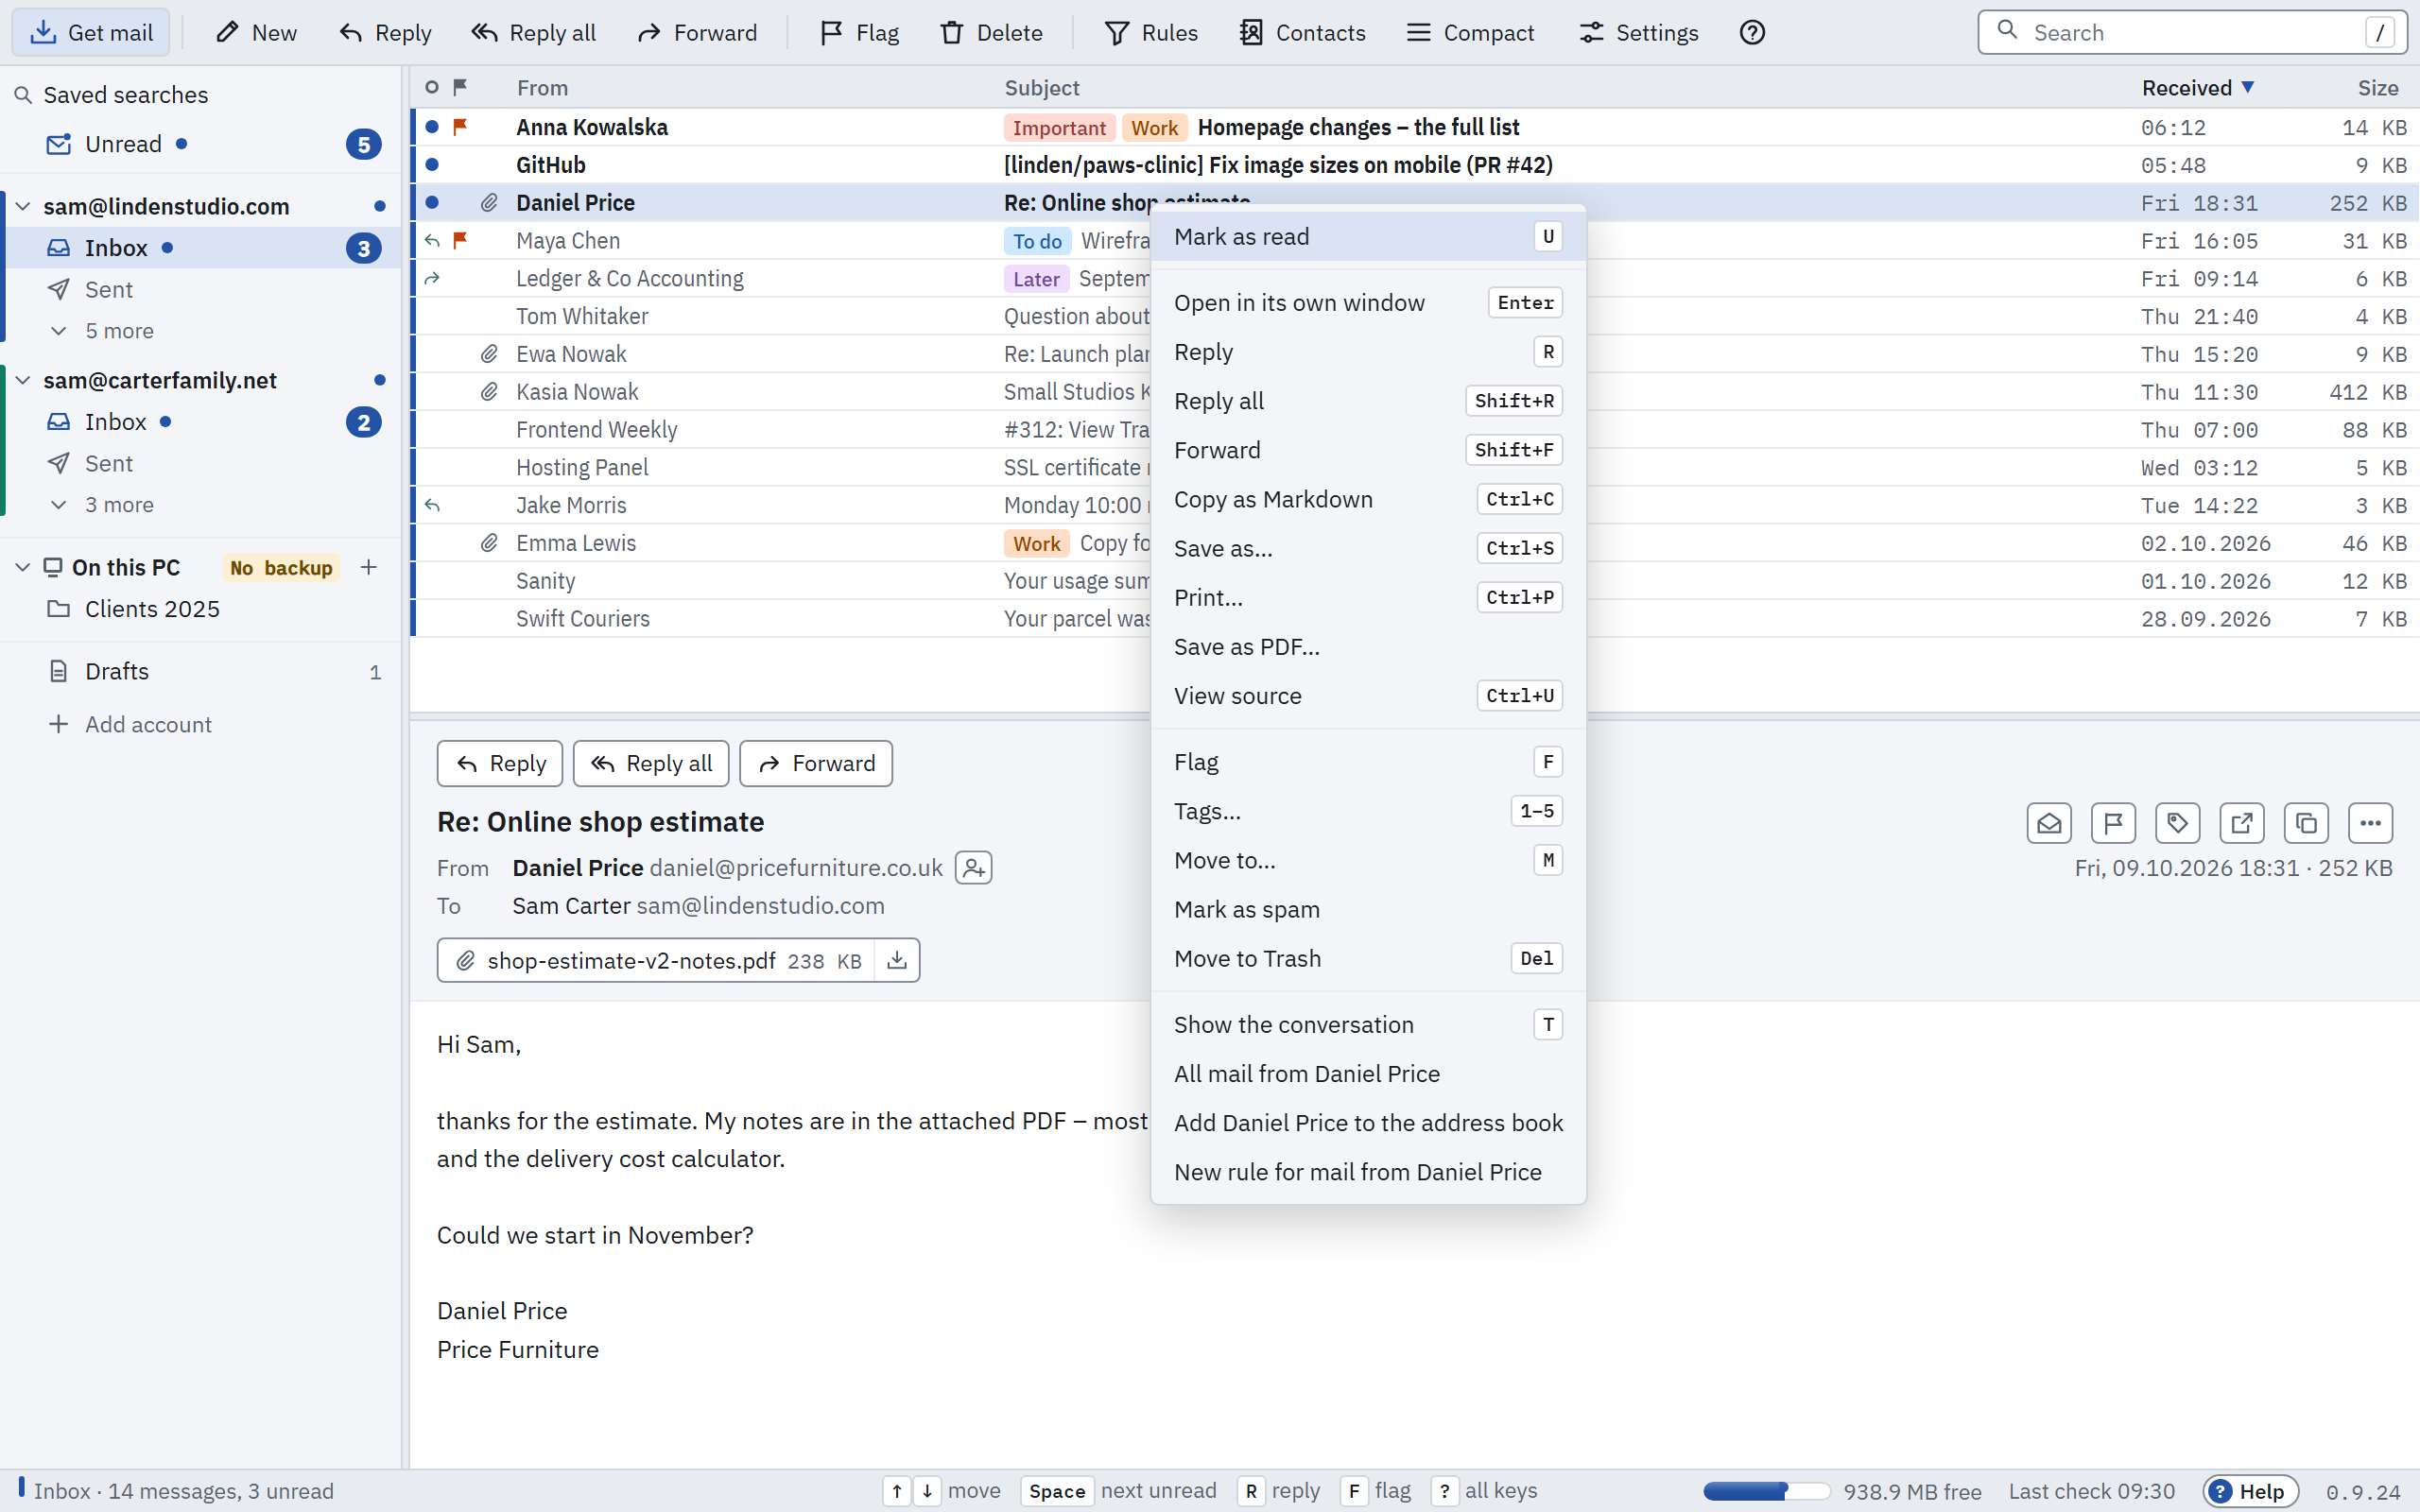 Get mail New Reply Reply all Forward Flag Delete Rules Contacts Compact Settings Search /
Saved searches
Unread 5
sam@lindenstudio.com
Inbox 3
Sent
5 more
sam@carterfamily.net
Inbox 2
Sent
3 more
On this PC No backup
Clients 2025
Drafts 1
Add account
From Subject Received Size
Anna Kowalska Important Work Homepage changes – the full list 06:12 14 KB
GitHub [linden/paws-clinic] Fix image sizes on mobile (PR #42) 05:48 9 KB
Daniel Price Re: Online shop estimate Fri 18:31 252 KB
Maya Chen To do Wirefra Fri 16:05 31 KB
Ledger & Co Accounting Later Septem Fri 09:14 6 KB
Tom Whitaker Question about Thu 21:40 4 KB
Ewa Nowak Re: Launch plan Thu 15:20 9 KB
Kasia Nowak Small Studios Thu 11:30 412 KB
Frontend Weekly #312: View Tra Thu 07:00 88 KB
Hosting Panel SSL certificate Wed 03:12 5 KB
Jake Morris Monday 10:00 Tue 14:22 3 KB
Emma Lewis Work Copy fo 02.10.2026 46 KB
Sanity Your usage sum 01.10.2026 12 KB
Swift Couriers Your parcel was 28.09.2026 7 KB
Mark as read U
Open in its own window Enter
Reply R
Reply all Shift+R
Forward Shift+F
Copy as Markdown Ctrl+C
Save as... Ctrl+S
Print... Ctrl+P
Save as PDF...
View source Ctrl+U
Flag F
Tags... 1–5
Move to... M
Mark as spam
Move to Trash Del
Show the conversation T
All mail from Daniel Price
Add Daniel Price to the address book
New rule for mail from Daniel Price
Reply Reply all Forward
Re: Online shop estimate
From Daniel Price daniel@pricefurniture.co.uk Fri, 09.10.2026 18:31 · 252 KB
To Sam Carter sam@lindenstudio.com
shop-estimate-v2-notes.pdf 238 KB
Hi Sam,
thanks for the estimate. My notes are in the attached PDF – most
and the delivery cost calculator.
Could we start in November?
Daniel Price
Price Furniture
Inbox · 14 messages, 3 unread ↑ ↓ move Space next unread R reply F flag ? all keys 938.9 MB free Last check 09:30 ? Help 0.9.24